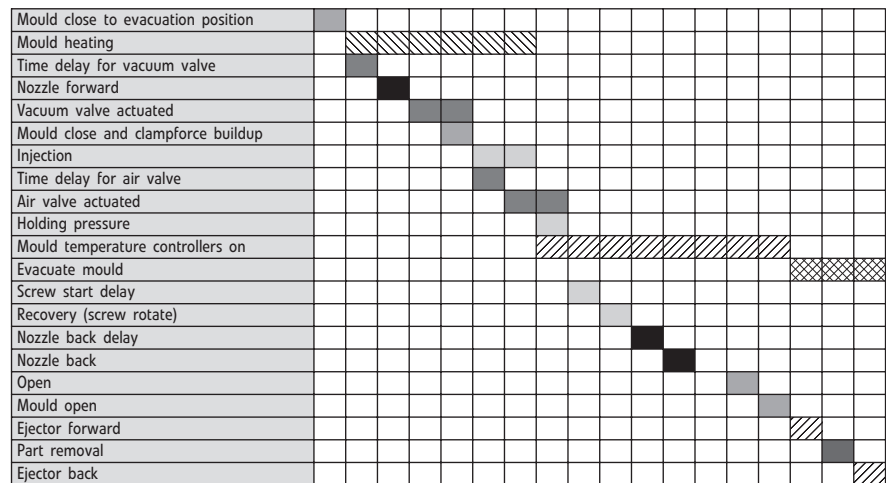 Mould close to evacuation position
Mould heating
Time delay for vacuum valve
Nozzle forward
Vacuum valve actuated
Mould close and clampforce buildup
Injection
Time delay for air valve
Air valve actuated
Holding pressure
Mould temperature controllers on
Evacuate mould
Screw start delay
Recovery (screw rotate)
Nozzle back delay
Nozzle back
Open
Mould open
Ejector forward
Part removal
Ejector back